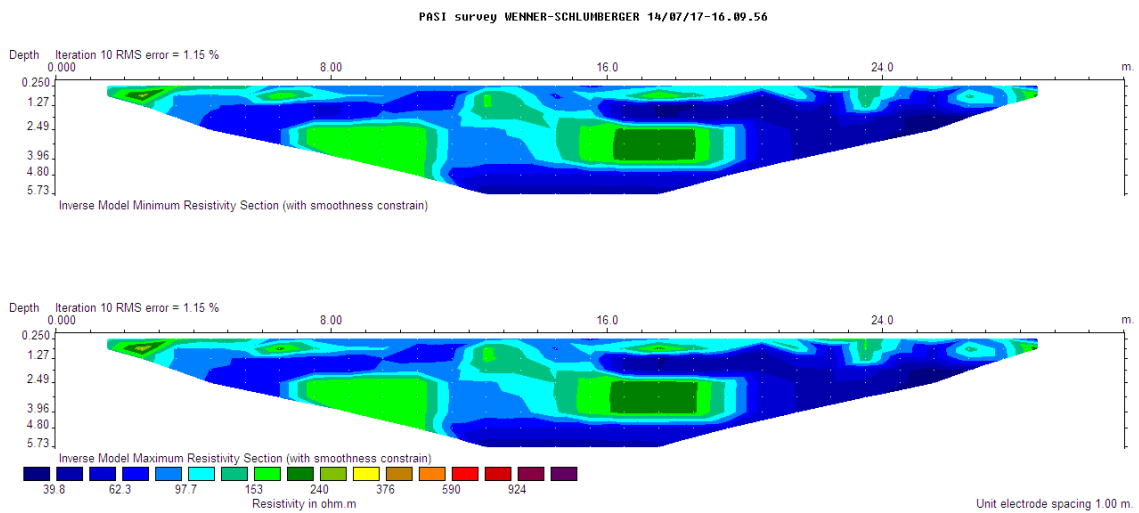 PASI survey WENNER-SCHLUMBERGER 14/07/17-16.09.56
Depth Iteration 10 RMS error = 1.15 %
0.000 8.00 16.0 24.0 m.
0.250
1.27
2.49
3.96
4.80
5.73
Inverse Model Minimum Resistivity Section (with smoothness constrain)
Depth Iteration 10 RMS error = 1.15 %
0.000 8.00 16.0 24.0 m.
0.250
1.27
2.49
3.96
4.80
5.73
Inverse Model Maximum Resistivity Section (with smoothness constrain)
39.8 62.3 97.7 153 240 376 590 924
Resistivity in ohm.m Unit electrode spacing 1.00 m.